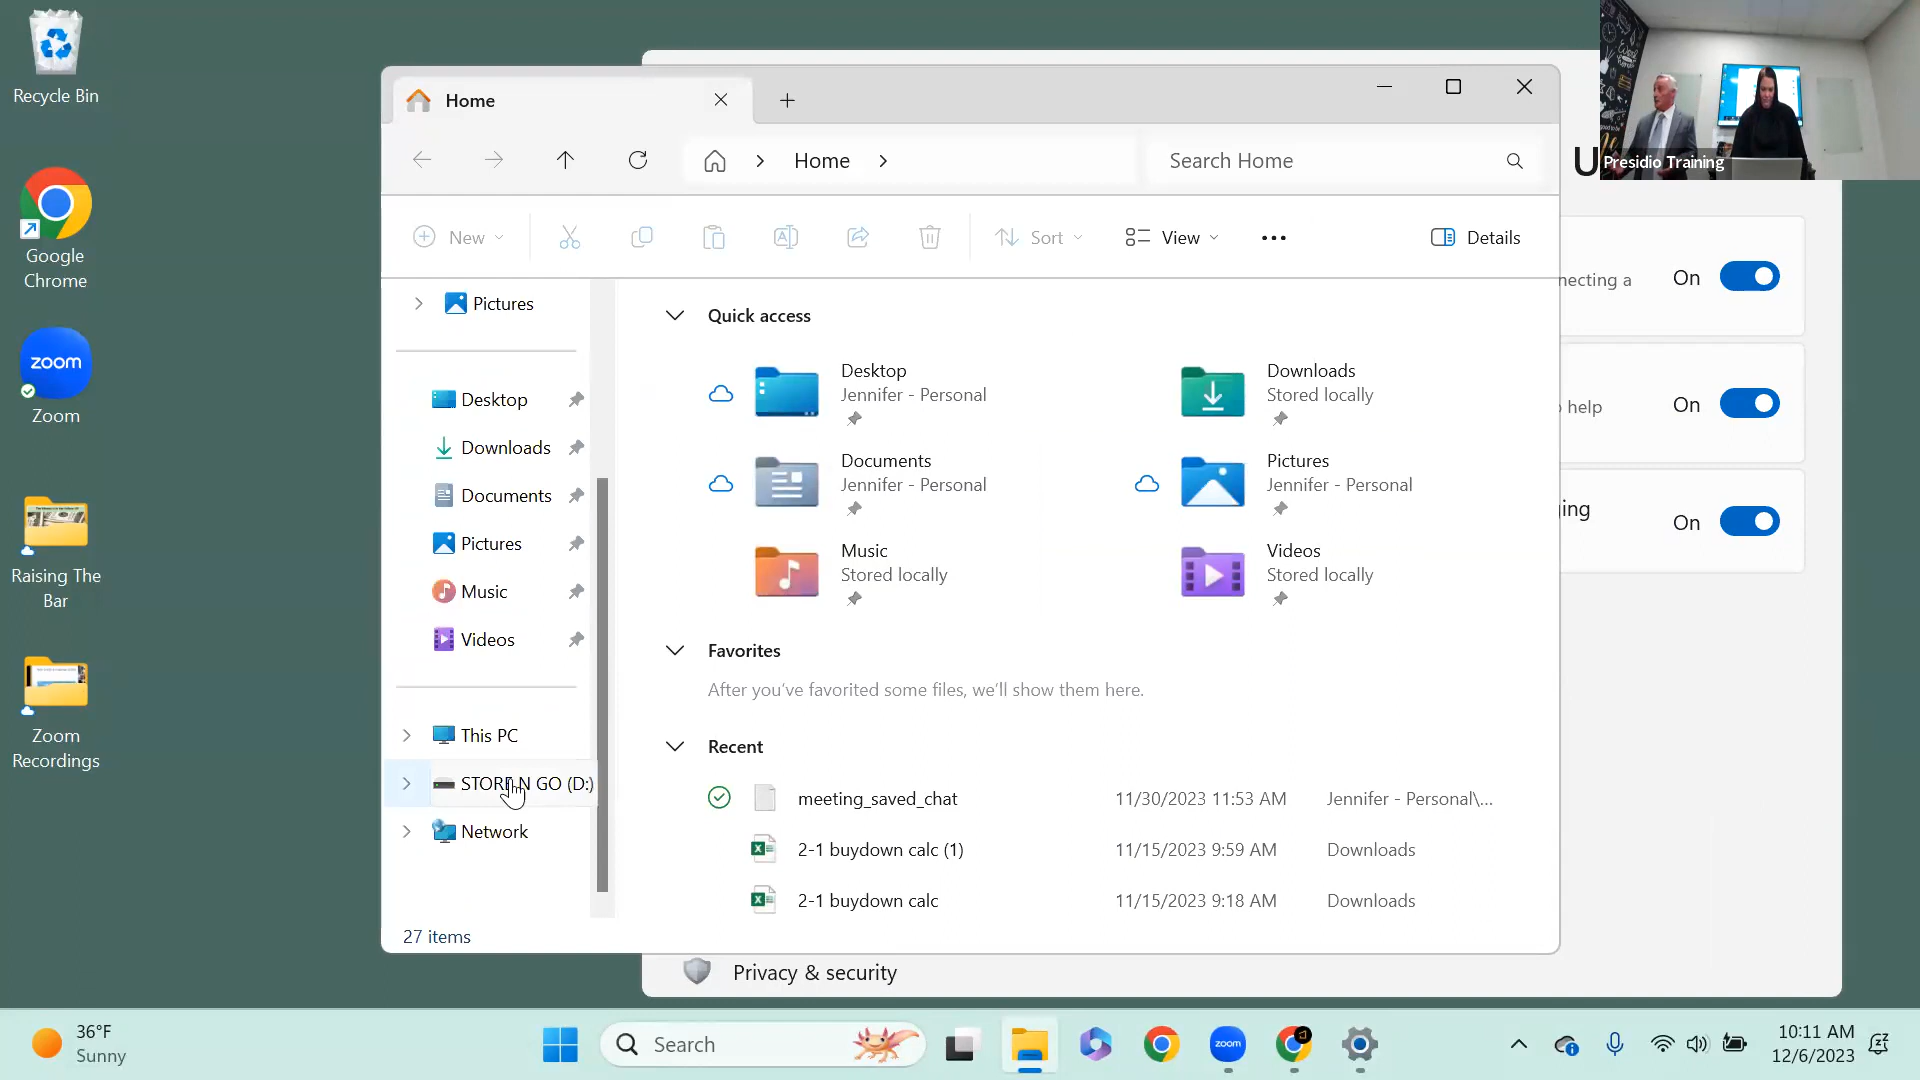 Recycle Bin
Google
Chrome
zoom
Zoom
Raising The
Bar
Zoom
Recordings
Home
Home
Search Home
New
Sort
View
Details
Pictures
Desktop
Downloads
Documents
Pictures
Music
Videos
This PC
STORE N GO (D:)
Network
27 items
Quick access
Desktop
Jennifer - Personal
Downloads
Stored locally
Documents
Jennifer - Personal
Pictures
Jennifer - Personal
Music
Stored locally
Videos
Stored locally
Favorites
After you've favorited some files, we'll show them here.
Recent
meeting_saved_chat 11/30/2023 11:53 AM Jennifer - Personal\...
2-1 buydown calc (1) 11/15/2023 9:59 AM Downloads
2-1 buydown calc 11/15/2023 9:18 AM Downloads
U
Presidio Training
necting a
On
help
On
ging
On
Privacy & security
36°F
Sunny
Search
zoom
10:11 AM
12/6/2023